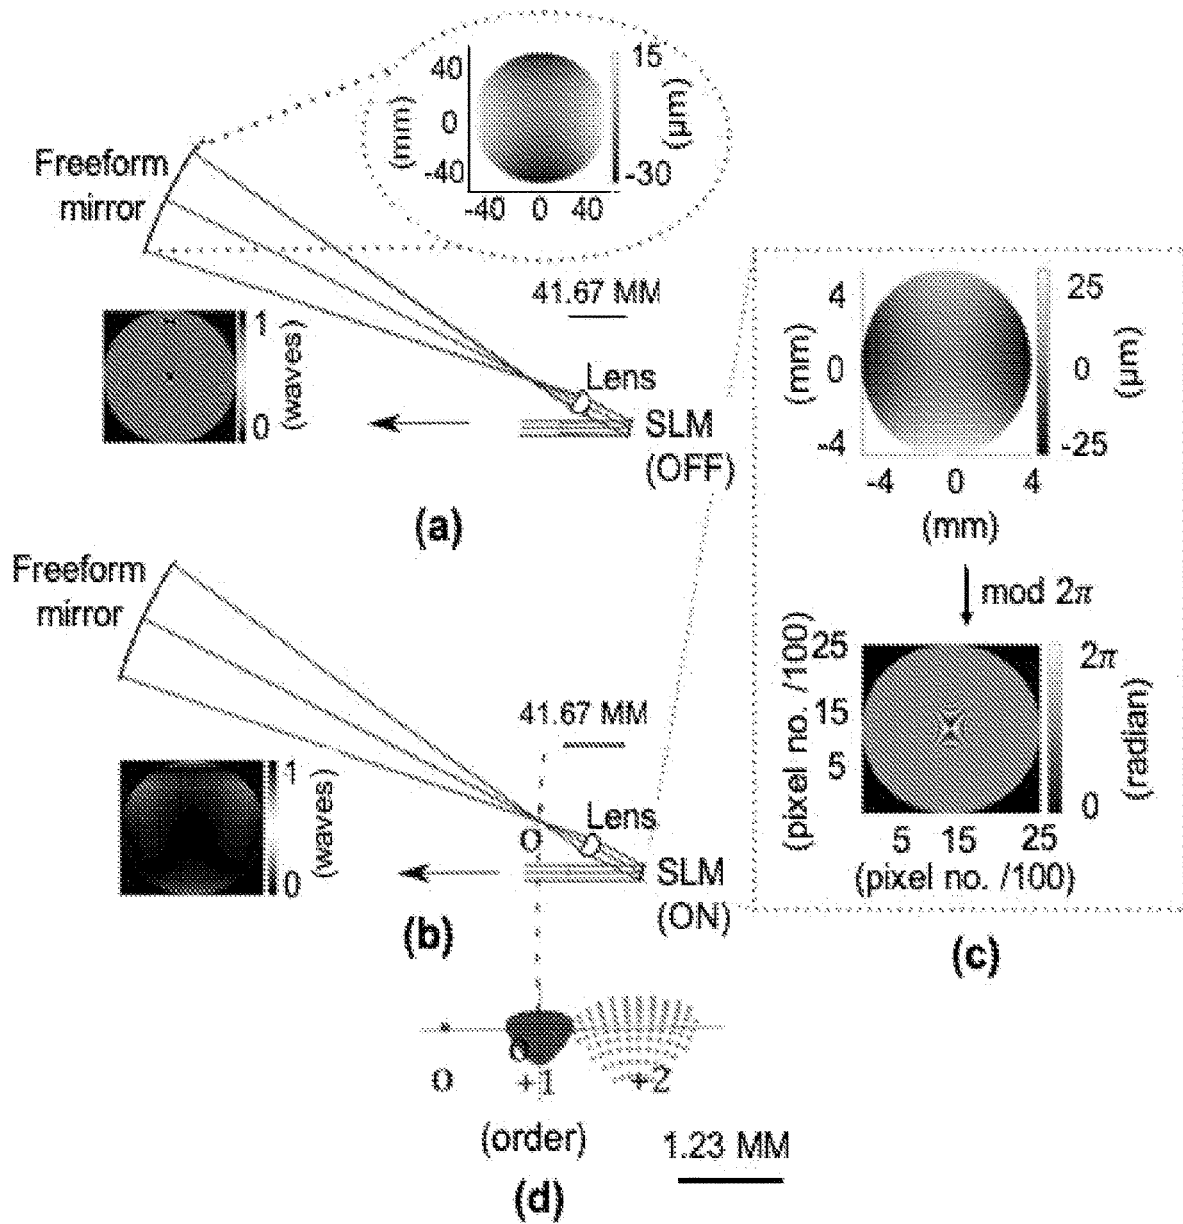 40
0
-40
(mm)
15
-30
(µm)
-40 0 40
Freeform
mirror
41.67 MM
1
0
(waves)
Lens
SLM
(OFF)
(a)
4
0
-4
(mm)
25
0
-25
(µm)
-4 0 4
(mm)
mod 2π
25
15
5
(pixel no. /100)
2π
0
(radian)
5 15 25
(pixel no. /100)
(c)
Freeform
mirror
41.67 MM
1
0
(waves)
Lens
O
SLM
(ON)
(b)
0 +1 +2
(order)
1.23 MM
(d)